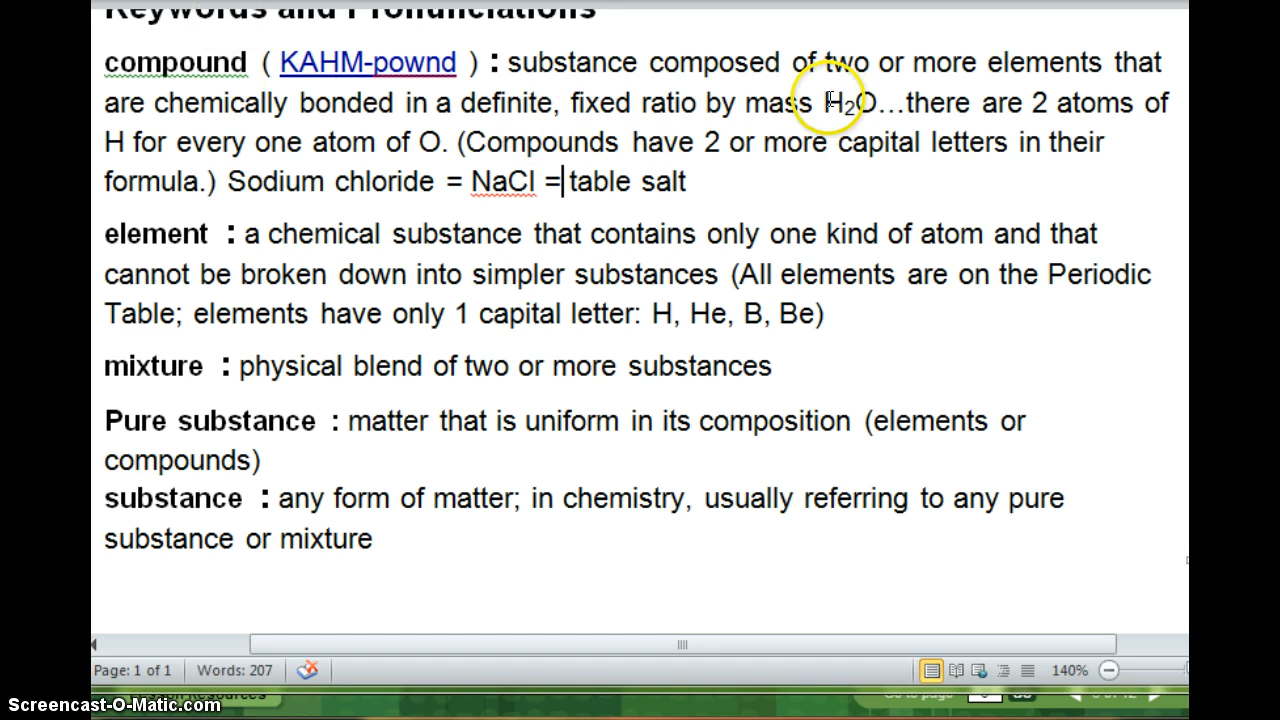 Keywords and Pronunciations
compound ( KAHM-pownd ) : substance composed of two or more elements that
are chemically bonded in a definite, fixed ratio by mass H₂O…there are 2 atoms of
H for every one atom of O. (Compounds have 2 or more capital letters in their
formula.) Sodium chloride = NaCl = table salt
element : a chemical substance that contains only one kind of atom and that
cannot be broken down into simpler substances (All elements are on the Periodic
Table; elements have only 1 capital letter: H, He, B, Be)
mixture : physical blend of two or more substances
Pure substance : matter that is uniform in its composition (elements or
compounds)
substance : any form of matter; in chemistry, usually referring to any pure
substance or mixture
Page: 1 of 1 Words: 207 140%
Screencast-O-Matic.com